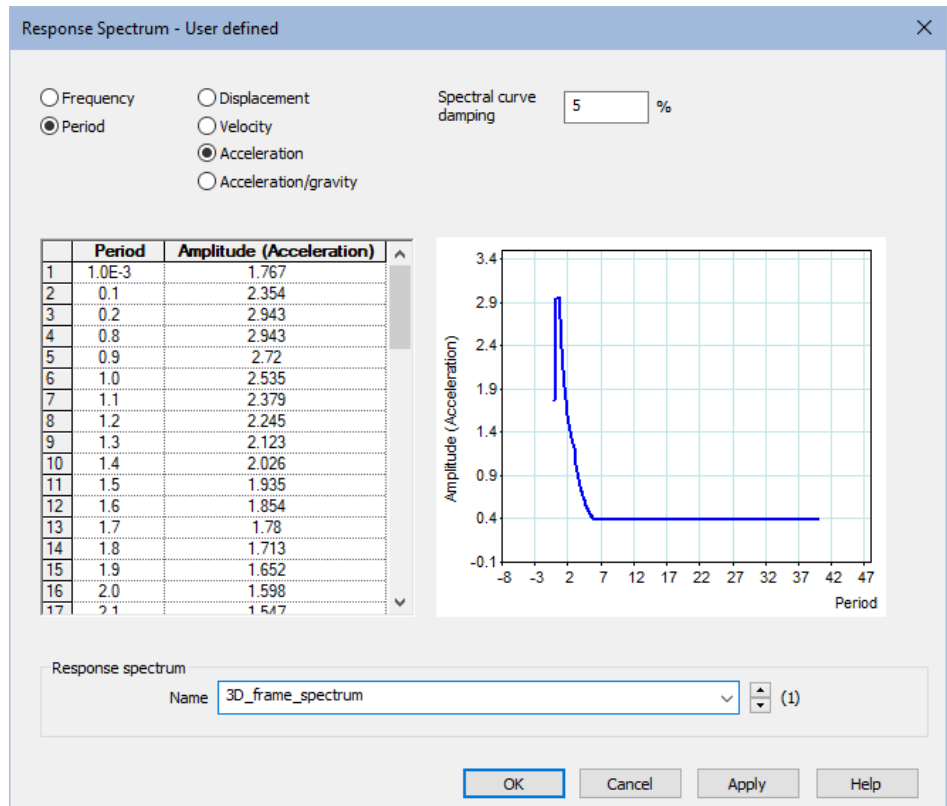 Response Spectrum - User defined
Frequency
Period
Displacement
Velocity
Acceleration
Acceleration/gravity
Spectral curve
damping
5 %
Period Amplitude (Acceleration)
1 1.0E-3 1.767
2 0.1 2.354
3 0.2 2.943
4 0.8 2.943
5 0.9 2.72
6 1.0 2.535
7 1.1 2.379
8 1.2 2.245
9 1.3 2.123
10 1.4 2.026
11 1.5 1.935
12 1.6 1.854
13 1.7 1.78
14 1.8 1.713
15 1.9 1.652
16 2.0 1.598
17 2.1 1.547
Amplitude (Acceleration)
3.4
2.9
2.4
1.9
1.4
0.9
0.4
-0.1
-8 -3 2 7 12 17 22 27 32 37 42 47
Period
Response spectrum
Name 3D_frame_spectrum (1)
OK Cancel Apply Help